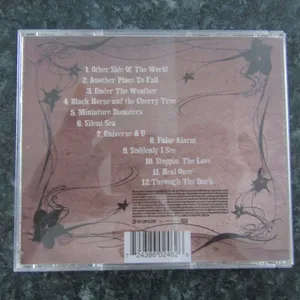 1. Other Side Of The World
2. Another Place To Fall
3. Under The Weather
4. Black Horse and the Cherry Tree
5. Miniature Disasters
6. Silent Sea
7. Universe & U
8. False Alarm
9. Suddenly I See
10. Stoppin' The Love
11. Heal Over
12. Through The Dark